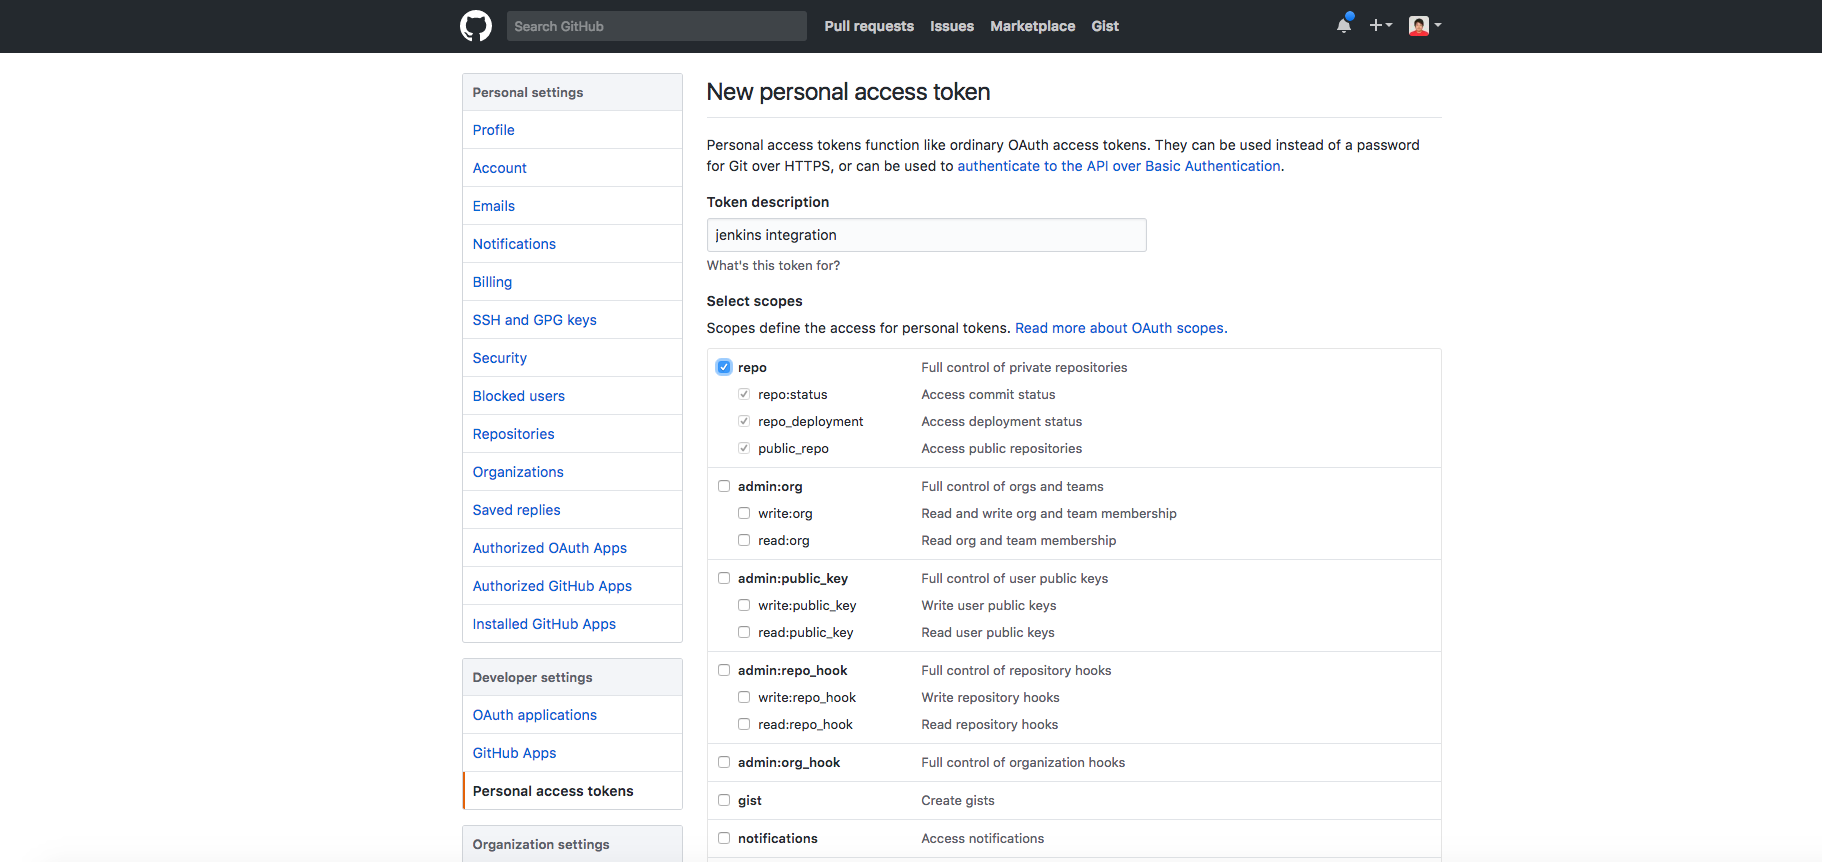 Search GitHub
Pull requests
Issues
Marketplace
Gist
Personal settings
Profile
Account
Emails
Notifications
Billing
SSH and GPG keys
Security
Blocked users
Repositories
Organizations
Saved replies
Authorized OAuth Apps
Authorized GitHub Apps
Installed GitHub Apps
Developer settings
OAuth applications
GitHub Apps
Personal access tokens
Organization settings
New personal access token
Personal access tokens function like ordinary OAuth access tokens. They can be used instead of a password
for Git over HTTPS, or can be used to authenticate to the API over Basic Authentication.
Token description
jenkins integration
What's this token for?
Select scopes
Scopes define the access for personal tokens. Read more about OAuth scopes.
repo Full control of private repositories
repo:status Access commit status
repo_deployment Access deployment status
public_repo Access public repositories
admin:org Full control of orgs and teams
write:org Read and write org and team membership
read:org Read org and team membership
admin:public_key Full control of user public keys
write:public_key Write user public keys
read:public_key Read user public keys
admin:repo_hook Full control of repository hooks
write:repo_hook Write repository hooks
read:repo_hook Read repository hooks
admin:org_hook Full control of organization hooks
gist Create gists
notifications Access notifications